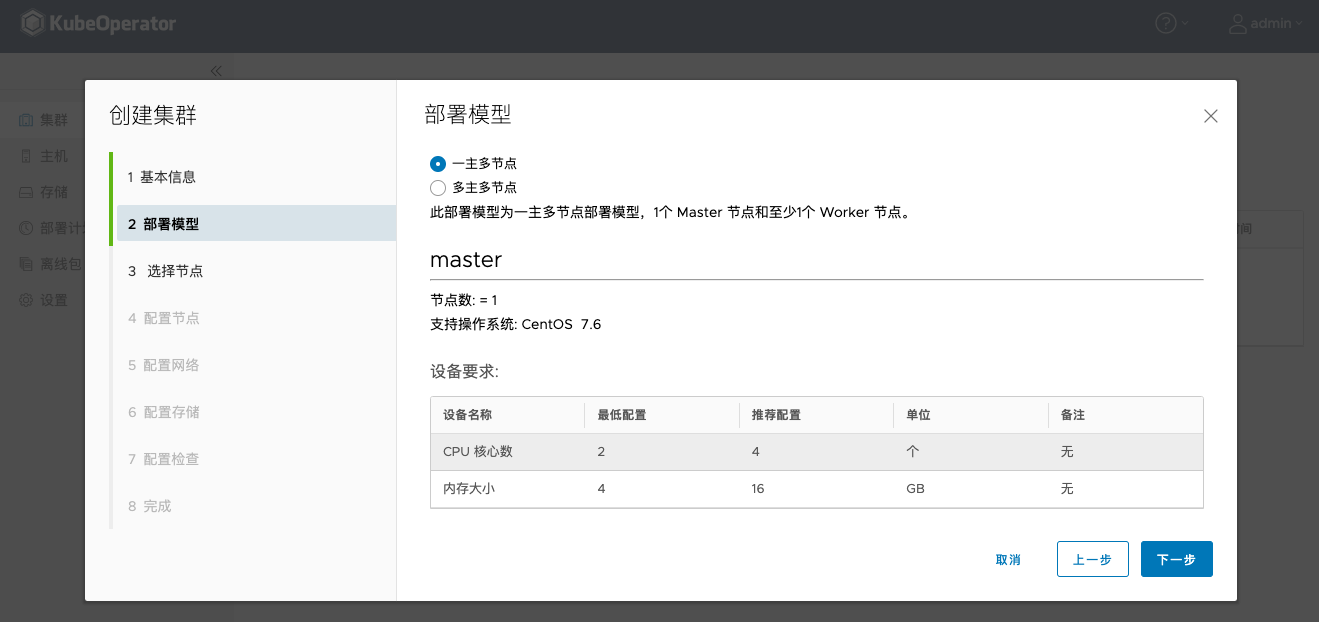 KubeOperator
admin
集群
主机
存储
部署计
离线包
设置
间
创建集群
1 基本信息
2 部署模型
3 选择节点
4 配置节点
5 配置网络
6 配置存储
7 配置检查
8 完成
部署模型
一主多节点
多主多节点
此部署模型为一主多节点部署模型，1个 Master 节点和至少1个 Worker 节点。
master
节点数: = 1
支持操作系统: CentOS 7.6
设备要求:
设备名称 最低配置 推荐配置 单位 备注
CPU 核心数 2 4 个 无
内存大小 4 16 GB 无
取消 上一步 下一步